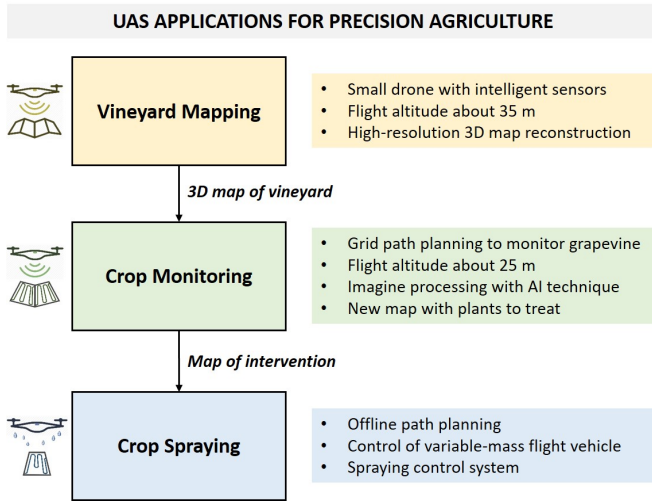 UAS APPLICATIONS FOR PRECISION AGRICULTURE
Vineyard Mapping
• Small drone with intelligent sensors
• Flight altitude about 35 m
• High-resolution 3D map reconstruction
3D map of vineyard
Crop Monitoring
• Grid path planning to monitor grapevine
• Flight altitude about 25 m
• Imagine processing with AI technique
• New map with plants to treat
Map of intervention
Crop Spraying
• Offline path planning
• Control of variable-mass flight vehicle
• Spraying control system